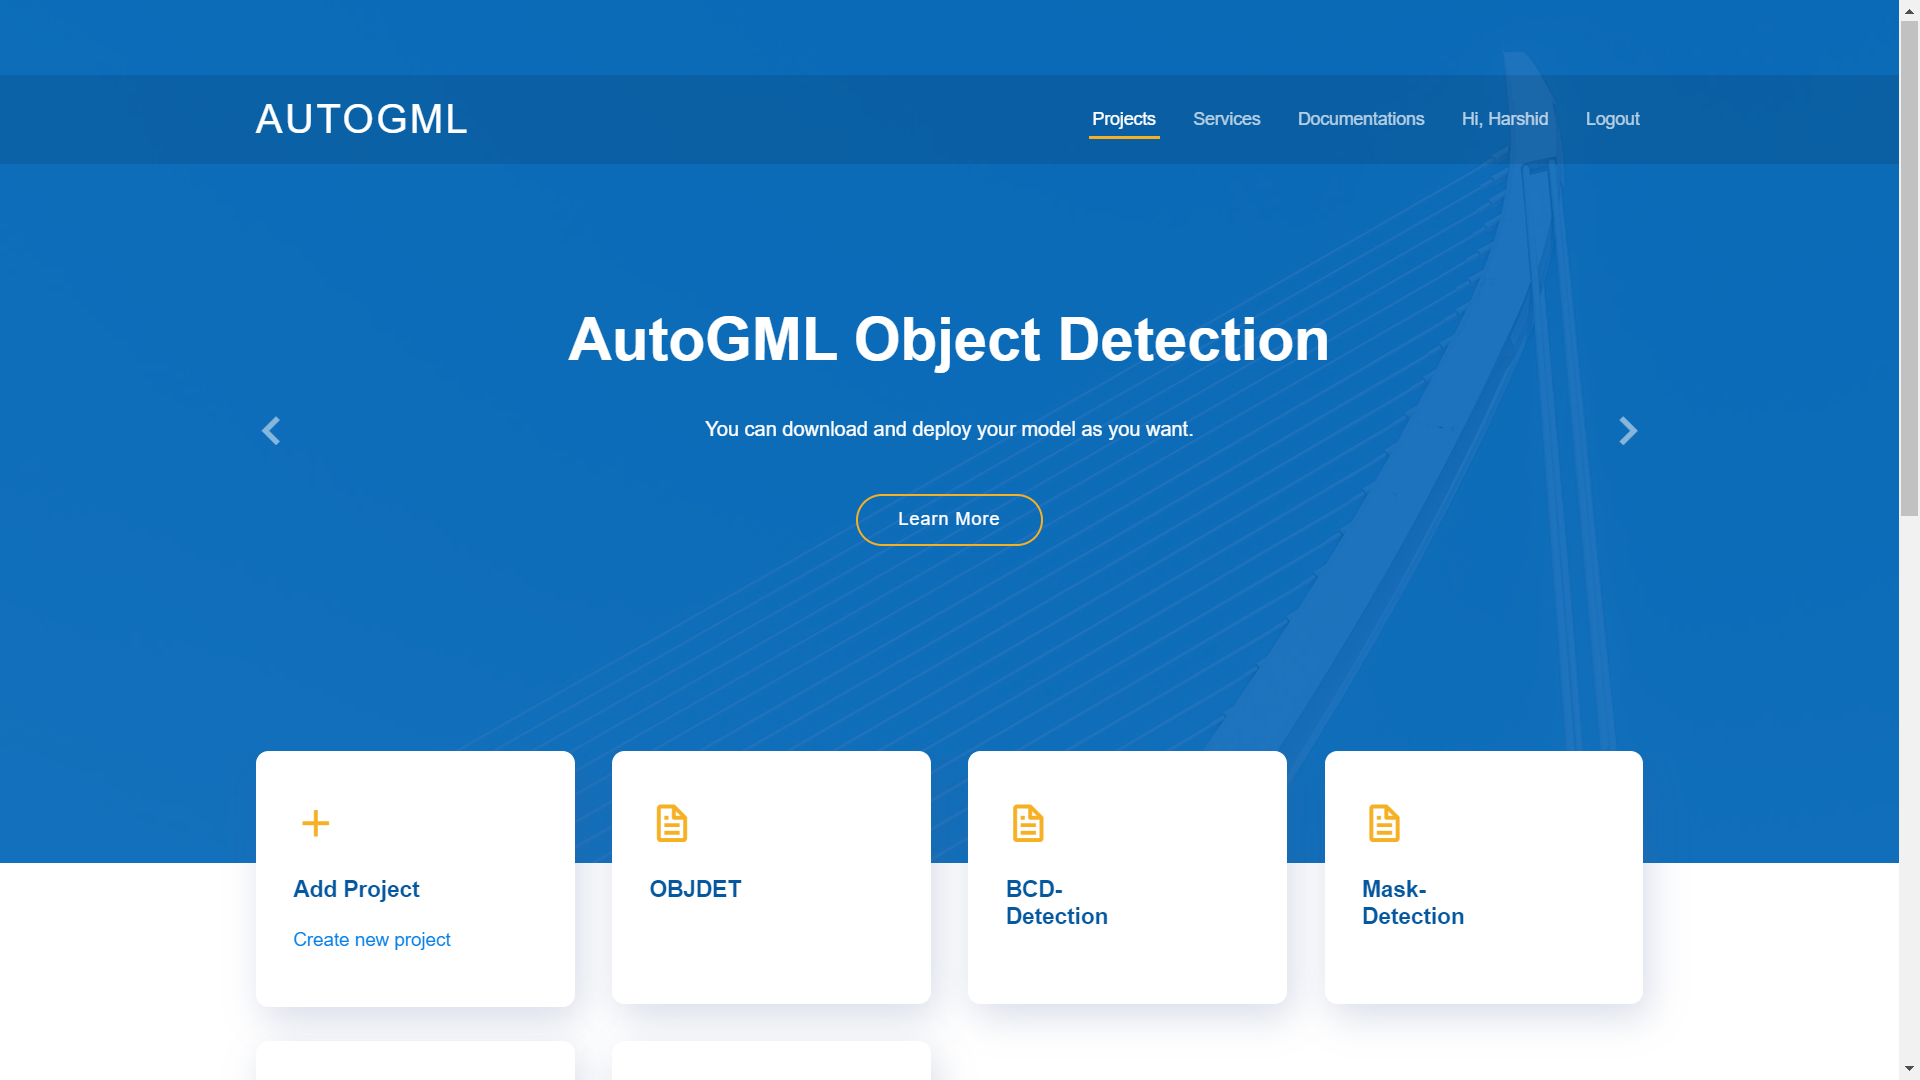 AUTOGML
Projects Services Documentations Hi, Harshid Logout
AutoGML Object Detection
You can download and deploy your model as you want.
Learn More
Add Project
Create new project
OBJDET
BCD-
Detection
Mask-
Detection